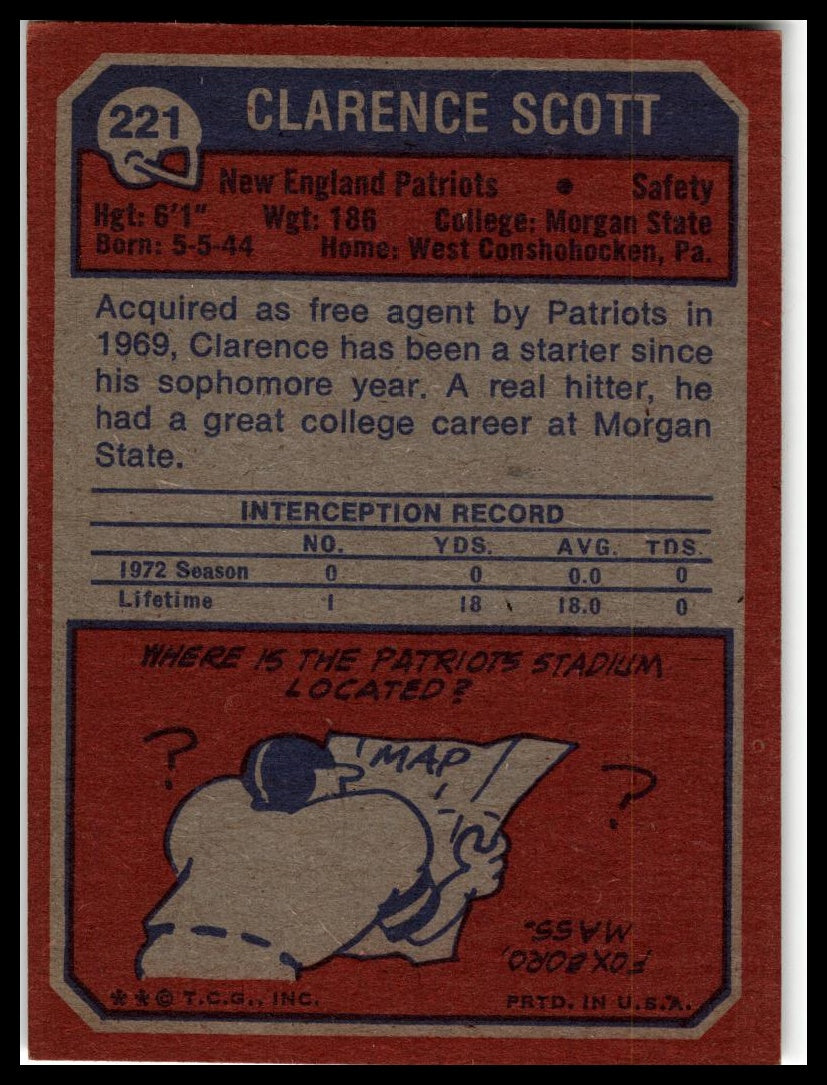 221
CLARENCE SCOTT
New England Patriots • Safety
Hgt: 6'1" Wgt: 186 College: Morgan State
Born: 5-5-44 Home: West Conshohocken, Pa.
Acquired as free agent by Patriots in
1969, Clarence has been a starter since
his sophomore year. A real hitter, he
had a great college career at Morgan
State.
INTERCEPTION RECORD
NO. YDS. AVG. TDS.
1972 Season 0 0 0.0 0
Lifetime 1 18 18.0 0
WHERE IS THE PATRIOTS STADIUM
LOCATED?
? MAP ?
FOXBORO,
MASS.
* * © T.C.G., INC. PRTD. IN U.S.A.